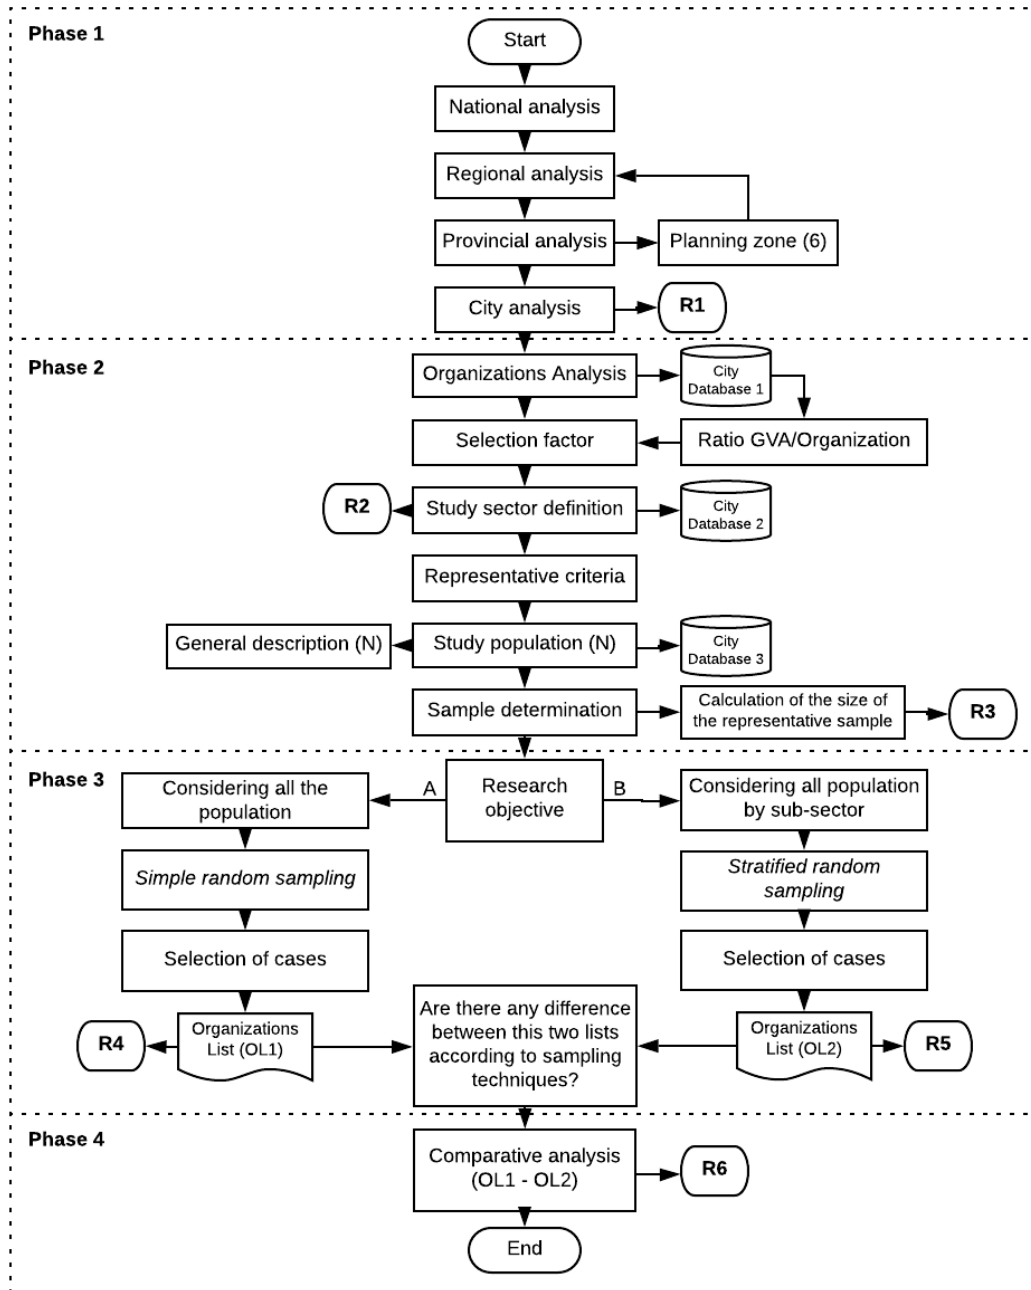 Phase 1
Start
National analysis
Regional analysis
Provincial analysis
Planning zone (6)
City analysis
R1
Phase 2
Organizations Analysis
City
Database 1
Selection factor
Ratio GVA/Organization
R2
Study sector definition
City
Database 2
Representative criteria
General description (N)
Study population (N)
City
Database 3
Sample determination
Calculation of the size of
the representative sample
R3
Phase 3
Considering all the
population
A
Research
objective
B
Considering all population
by sub-sector
Simple random sampling
Stratified random
sampling
Selection of cases
Selection of cases
R4
Organizations
List (OL1)
Are there any difference
between this two lists
according to sampling
techniques?
Organizations
List (OL2)
R5
Phase 4
Comparative analysis
(OL1 - OL2)
R6
End